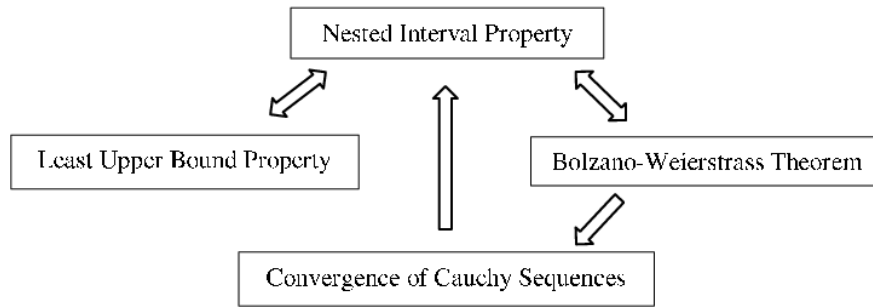 Nested Interval Property
Least Upper Bound Property
Bolzano-Weierstrass Theorem
Convergence of Cauchy Sequences